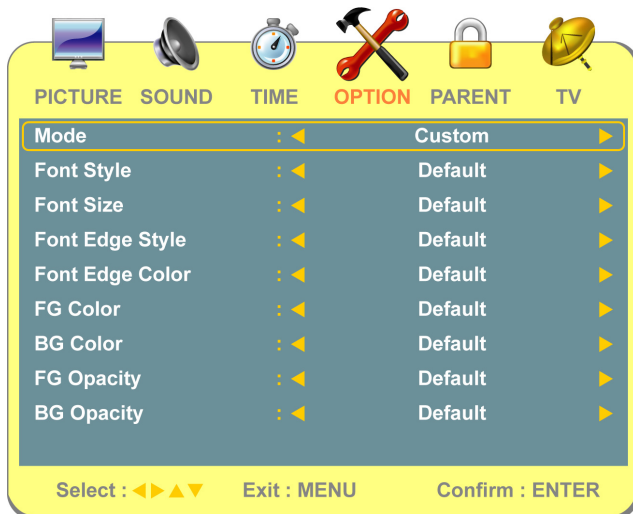 PICTURE SOUND TIME OPTION PARENT TV
Mode : Custom
Font Style : Default
Font Size : Default
Font Edge Style : Default
Font Edge Color : Default
FG Color : Default
BG Color : Default
FG Opacity : Default
BG Opacity : Default
Select : Exit : MENU Confirm : ENTER